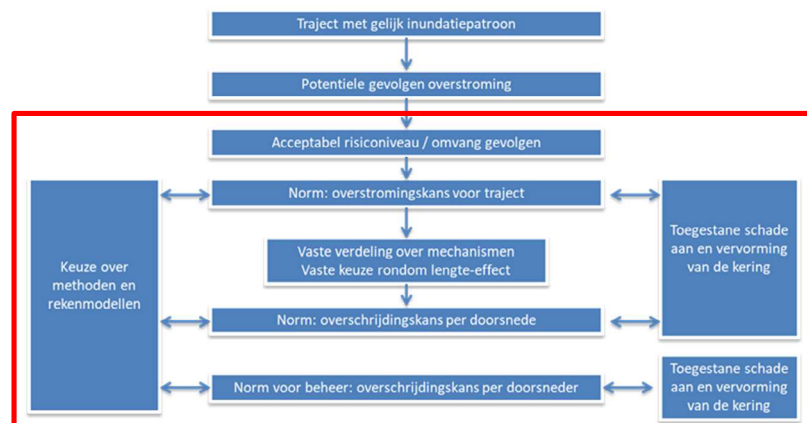 Traject met gelijk inundatiepatroon
Potentiele gevolgen overstroming
Acceptabel risiconiveau / omvang gevolgen
Norm: overstromingskans voor traject
Vaste verdeling over mechanismen
Vaste keuze rondom lengte-effect
Norm: overschrijdingskans per doorsnede
Norm voor beheer: overschrijdingskans per doorsneder
Keuze over
methoden en
rekenmodellen
Toegestane schade
aan en vervorming
van de kering
Toegestane schade
aan en vervorming
van de kering